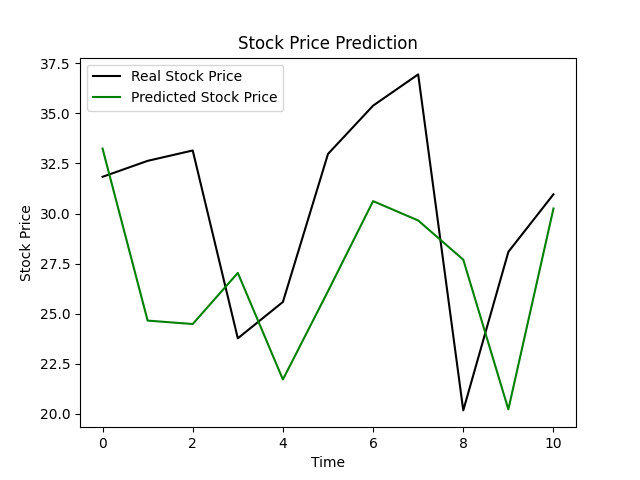 Stock Price Prediction
Real Stock Price
Predicted Stock Price
Stock Price
37.5
35.0
32.5
30.0
27.5
25.0
22.5
20.0
0 2 4 6 8 10
Time